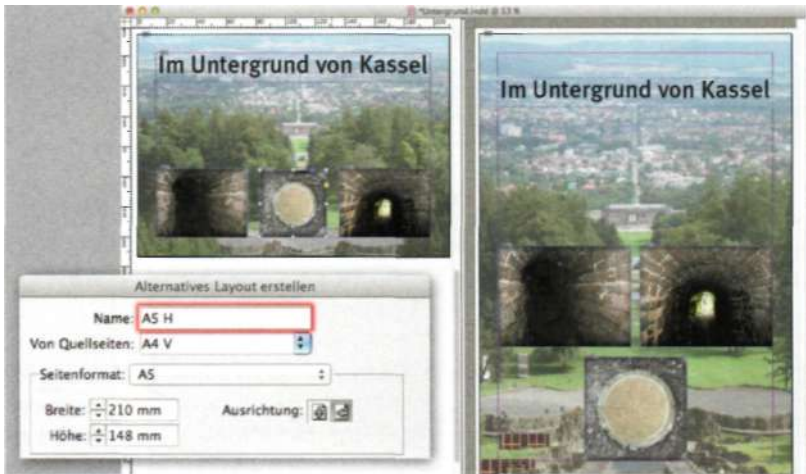 *Untergrund.indd @ 53 %
Im Untergrund von Kassel
Im Untergrund von Kassel
Alternatives Layout erstellen
Name: A5 H
Von Quellseiten: A4 V
Seitenformat: A5
Breite: 210 mm
Ausrichtung:
Höhe: 148 mm